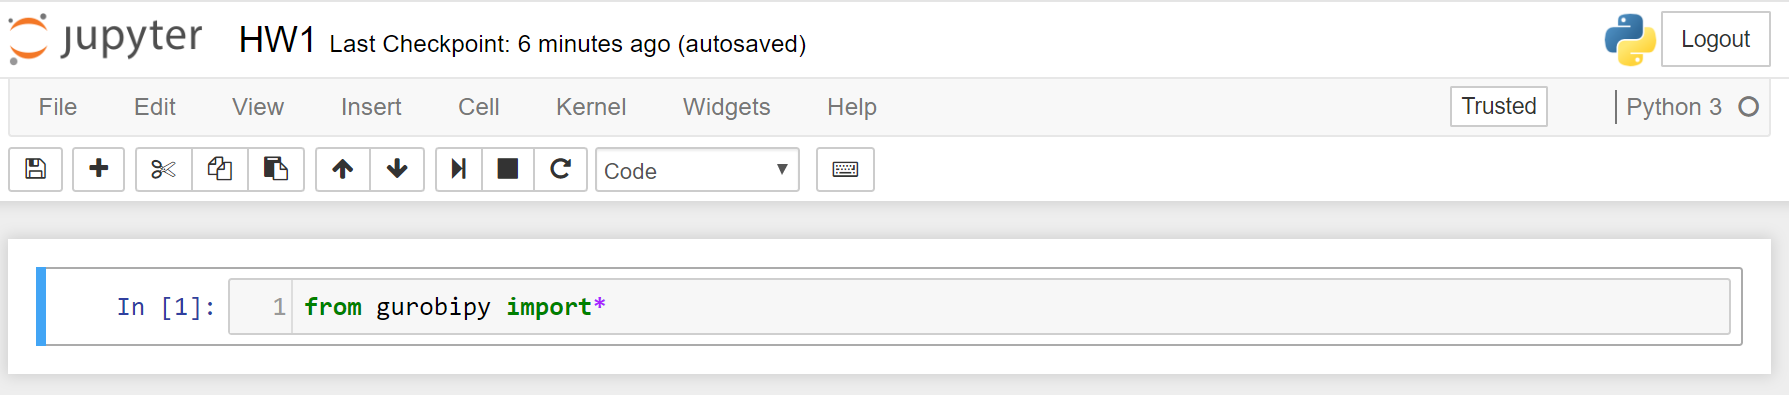 jupyter HW1 Last Checkpoint: 6 minutes ago (autosaved) Logout
File Edit View Insert Cell Kernel Widgets Help Trusted Python 3
Code
In [1]: 1 from gurobipy import*